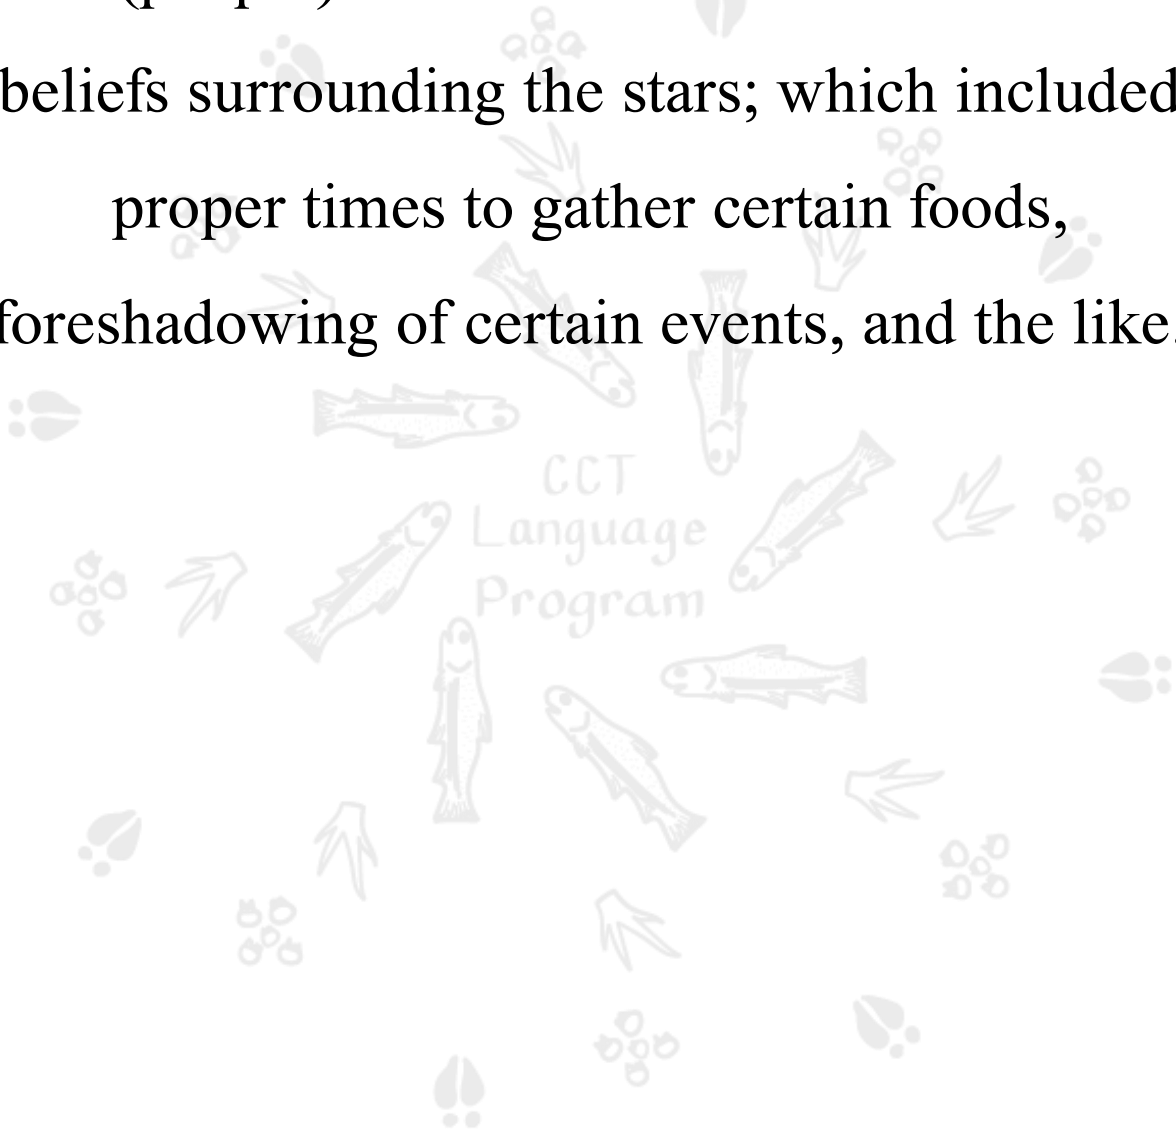 beliefs surrounding the stars; which included
proper times to gather certain foods,
foreshadowing of certain events, and the like.
CCT
Language
Program